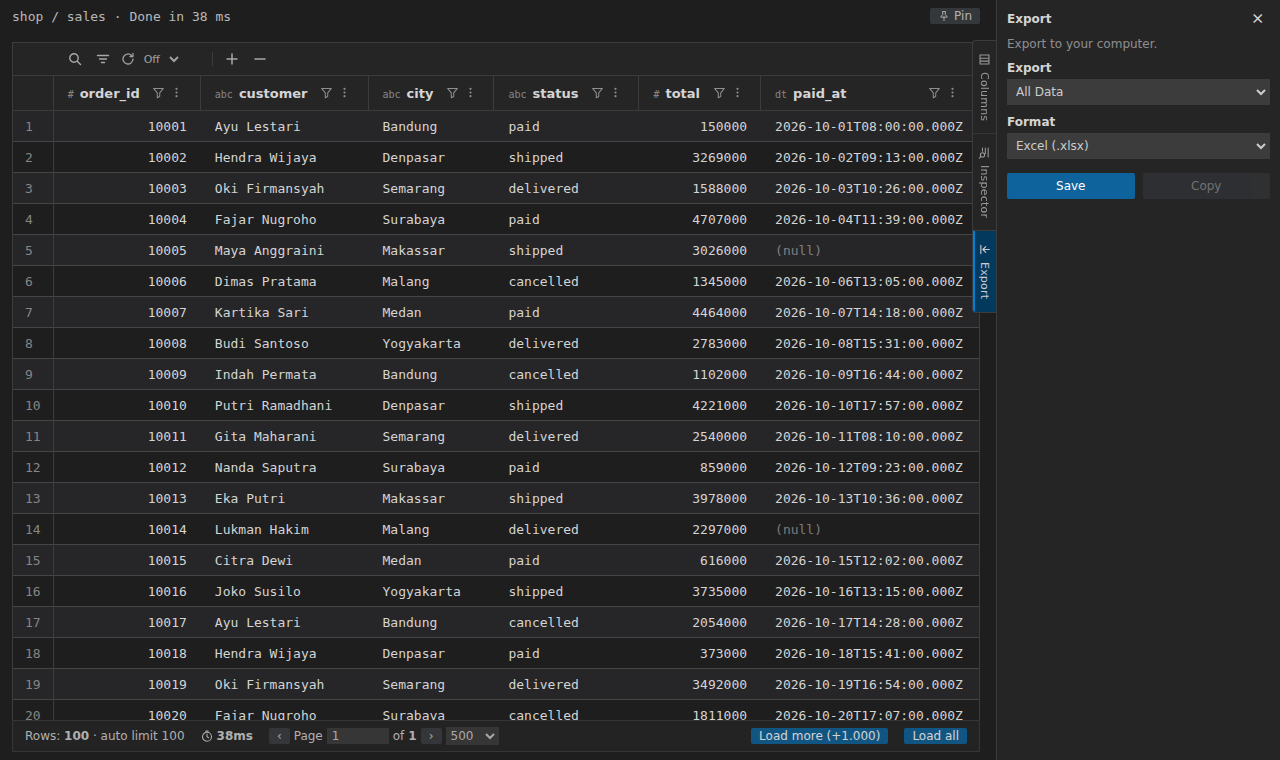 shop / sales · Done in 38 ms
Pin
Off
# order_id abc customer abc city abc status # total dt paid_at
1 10001 Ayu Lestari Bandung paid 150000 2026-10-01T08:00:00.000Z
2 10002 Hendra Wijaya Denpasar shipped 3269000 2026-10-02T09:13:00.000Z
3 10003 Oki Firmansyah Semarang delivered 1588000 2026-10-03T10:26:00.000Z
4 10004 Fajar Nugroho Surabaya paid 4707000 2026-10-04T11:39:00.000Z
5 10005 Maya Anggraini Makassar shipped 3026000 (null)
6 10006 Dimas Pratama Malang cancelled 1345000 2026-10-06T13:05:00.000Z
7 10007 Kartika Sari Medan paid 4464000 2026-10-07T14:18:00.000Z
8 10008 Budi Santoso Yogyakarta delivered 2783000 2026-10-08T15:31:00.000Z
9 10009 Indah Permata Bandung cancelled 1102000 2026-10-09T16:44:00.000Z
10 10010 Putri Ramadhani Denpasar shipped 4221000 2026-10-10T17:57:00.000Z
11 10011 Gita Maharani Semarang delivered 2540000 2026-10-11T08:10:00.000Z
12 10012 Nanda Saputra Surabaya paid 859000 2026-10-12T09:23:00.000Z
13 10013 Eka Putri Makassar shipped 3978000 2026-10-13T10:36:00.000Z
14 10014 Lukman Hakim Malang delivered 2297000 (null)
15 10015 Citra Dewi Medan paid 616000 2026-10-15T12:02:00.000Z
16 10016 Joko Susilo Yogyakarta shipped 3735000 2026-10-16T13:15:00.000Z
17 10017 Ayu Lestari Bandung cancelled 2054000 2026-10-17T14:28:00.000Z
18 10018 Hendra Wijaya Denpasar paid 373000 2026-10-18T15:41:00.000Z
19 10019 Oki Firmansyah Semarang delivered 3492000 2026-10-19T16:54:00.000Z
20 10020 Fajar Nugroho Surabaya cancelled 1811000 2026-10-20T17:07:00.000Z
Rows: 100 · auto limit 100 38ms ‹ Page 1 of 1 › 500 Load more (+1.000) Load all
Columns
Inspector
Export
Export
Export to your computer.
Export
All Data
Format
Excel (.xlsx)
Save Copy